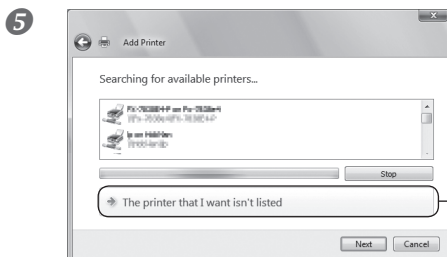 5
Add Printer
Searching for available printers...
Stop
The printer that I want isn't listed
Next Cancel